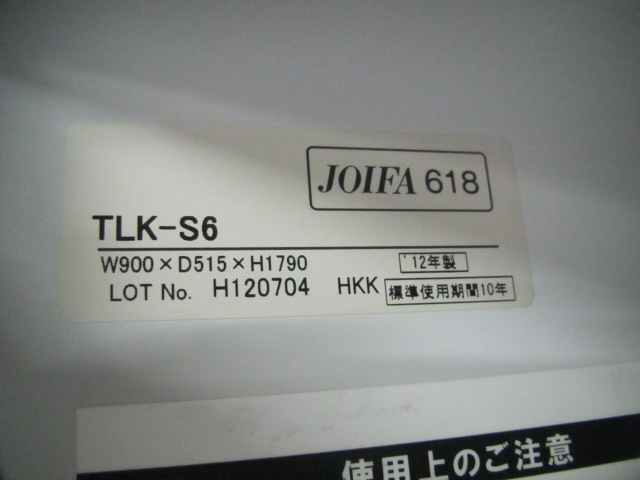 JOIFA 618
TLK-S6
W900×D515×H1790 '12年製
LOT No. H120704 HKK 標準使用期間10年
使用上のご注意